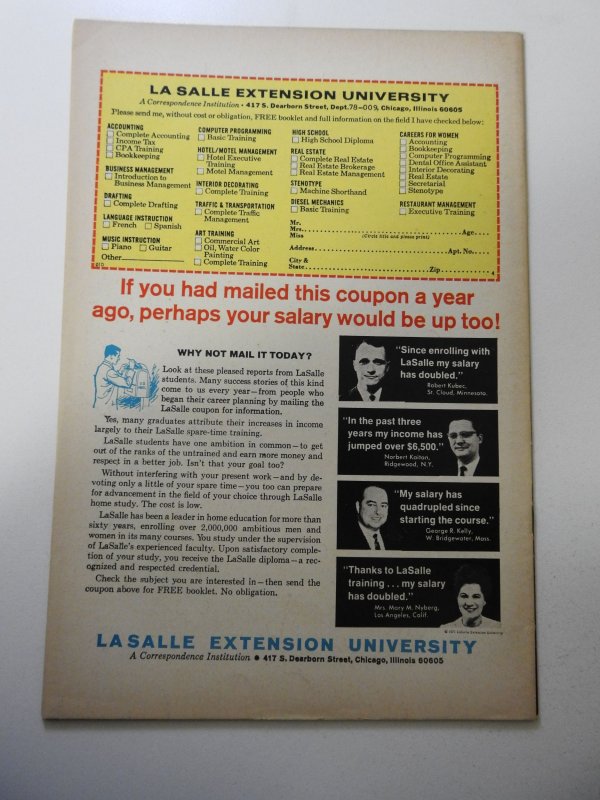 LA SALLE EXTENSION UNIVERSITY
A Correspondence Institution • 417 S. Dearborn Street, Dept. 78-009, Chicago, Illinois 60605
Please send me, without cost or obligation, FREE booklet and full information on the field I have checked below:
ACCOUNTING
Complete Accounting
Income Tax
CPA Training
Bookkeeping
BUSINESS MANAGEMENT
Introduction to
Business Management
DRAFTING
Complete Drafting
LANGUAGE INSTRUCTION
French Spanish
MUSIC INSTRUCTION
Piano Guitar
Other
COMPUTER PROGRAMMING
Basic Training
HOTEL/MOTEL MANAGEMENT
Hotel Executive
Training
Motel Management
INTERIOR DECORATING
Complete Training
TRAFFIC & TRANSPORTATION
Complete Traffic
Management
ART TRAINING
Commercial Art
Oil, Water Color
Painting
Complete Training
HIGH SCHOOL
High School Diploma
REAL ESTATE
Complete Real Estate
Real Estate Brokerage
Real Estate Management
STENOTYPE
Machine Shorthand
DIESEL MECHANICS
Basic Training
CAREERS FOR WOMEN
Accounting
Bookkeeping
Computer Programming
Dental Office Assistant
Interior Decorating
Real Estate
Secretarial
Stenotype
RESTAURANT MANAGEMENT
Executive Training
Mr.
Mrs. Age
Miss (Circle title and please print)
Address Apt. No.
City &
State Zip
4
If you had mailed this coupon a year
ago, perhaps your salary would be up too!
WHY NOT MAIL IT TODAY?
Look at these pleased reports from LaSalle
students. Many success stories of this kind
come to us every year—from people who
began their career planning by mailing the
LaSalle coupon for information.
Yes, many graduates attribute their increases in income
largely to their LaSalle spare-time training.
LaSalle students have one ambition in common—to get
out of the ranks of the untrained and earn more money and
respect in a better job. Isn't that your goal too?
Without interfering with your present work—and by de-
voting only a little of your spare time—you too can prepare
for advancement in the field of your choice through LaSalle
home study. The cost is low.
LaSalle has been a leader in home education for more than
sixty years, enrolling over 2,000,000 ambitious men and
women in its many courses. You study under the supervision
of LaSalle's experienced faculty. Upon satisfactory comple-
tion of your study, you receive the LaSalle diploma—a rec-
ognized and respected credential.
Check the subject you are interested in—then send the
coupon above for FREE booklet. No obligation.
"Since enrolling with
LaSalle my salary
has doubled."
Robert Kubec,
St. Cloud, Minnesota.
"In the past three
years my income has
jumped over $6,500."
Norbert Kaitan,
Ridgewood, N.Y.
"My salary has
quadrupled since
starting the course."
George R. Kelly,
W. Bridgewater, Mass.
"Thanks to LaSalle
training . . . my salary
has doubled."
Mrs. Mary M. Nyberg,
Los Angeles, Calif.
LASALLE EXTENSION UNIVERSITY
A Correspondence Institution • 417 S. Dearborn Street, Chicago, Illinois 60605